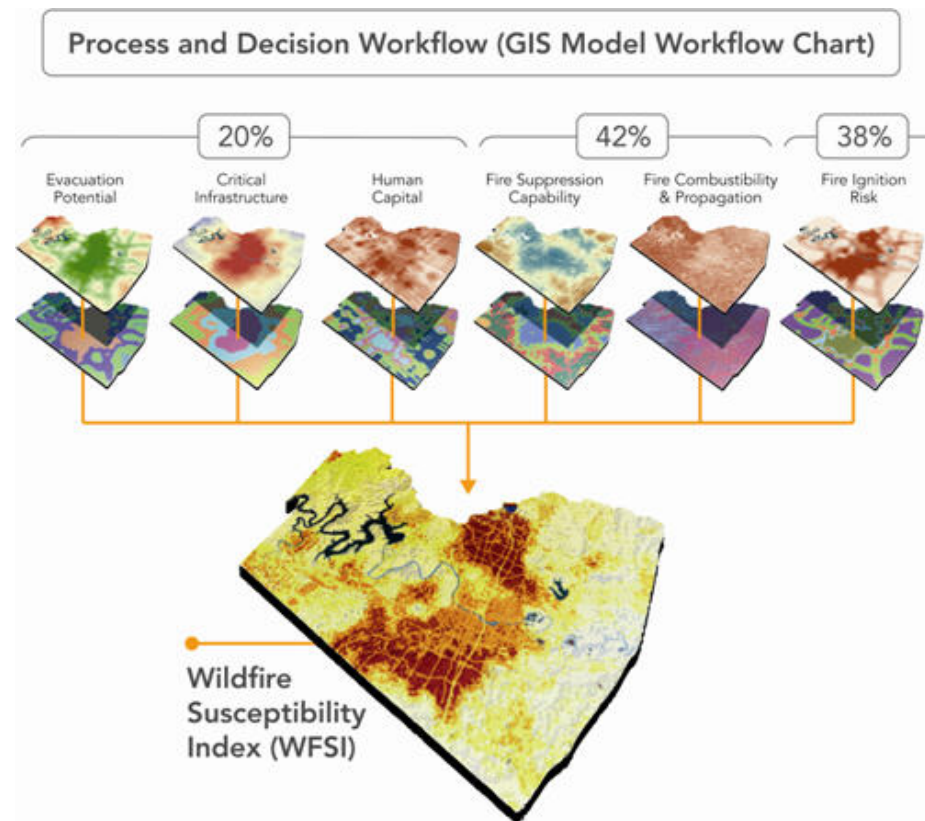 Process and Decision Workflow (GIS Model Workflow Chart)
20%
42%
38%
Evacuation
Potential
Critical
Infrastructure
Human
Capital
Fire Suppression
Capability
Fire Combustibility
& Propagation
Fire Ignition
Risk
Wildfire
Susceptibility
Index (WFSI)